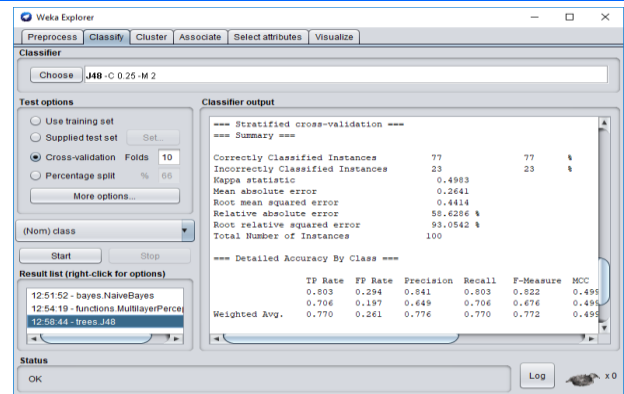 Weka Explorer
Preprocess Classify Cluster Associate Select attributes Visualize
Classifier
Choose J48 -C 0.25 -M 2
Test options
Use training set
Supplied test set Set...
Cross-validation Folds 10
Percentage split % 66
More options...
(Nom) class
Start Stop
Result list (right-click for options)
12:51:52 - bayes.NaiveBayes
12:54:19 - functions.MultilayerPercep
12:58:44 - trees.J48
Classifier output
=== Stratified cross-validation ===
=== Summary ===
Correctly Classified Instances 77 77 %
Incorrectly Classified Instances 23 23 %
Kappa statistic 0.4983
Mean absolute error 0.2641
Root mean squared error 0.4414
Relative absolute error 58.6286 %
Root relative squared error 93.0542 %
Total Number of Instances 100
=== Detailed Accuracy By Class ===
TP Rate FP Rate Precision Recall F-Measure MCC
0.803 0.294 0.841 0.803 0.822 0.499
0.706 0.197 0.649 0.706 0.676 0.499
Weighted Avg. 0.770 0.261 0.776 0.770 0.772 0.499
Status
OK
Log x 0